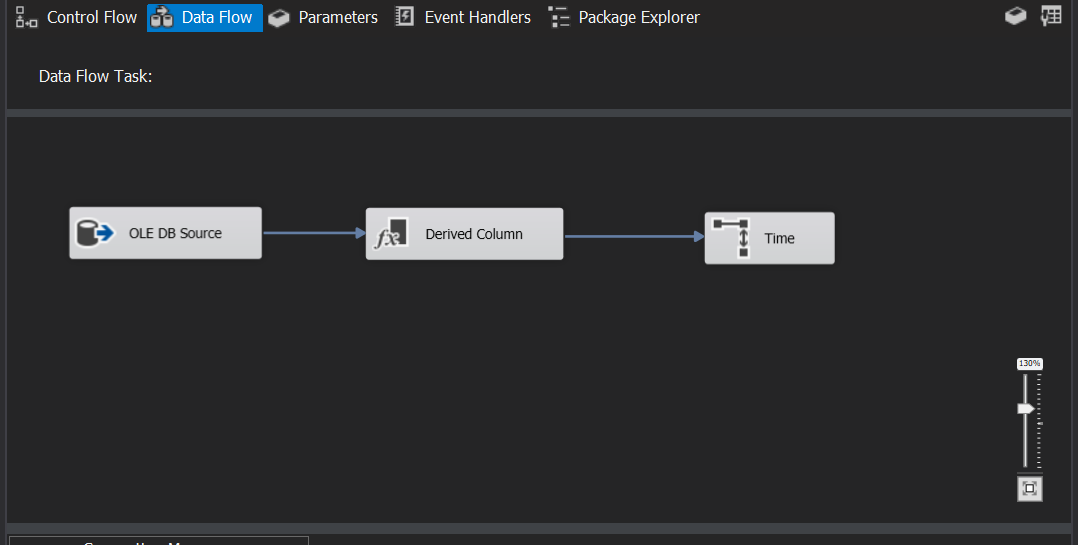 Control Flow Data Flow Parameters Event Handlers Package Explorer
Data Flow Task:
OLE DB Source Derived Column Time
130%